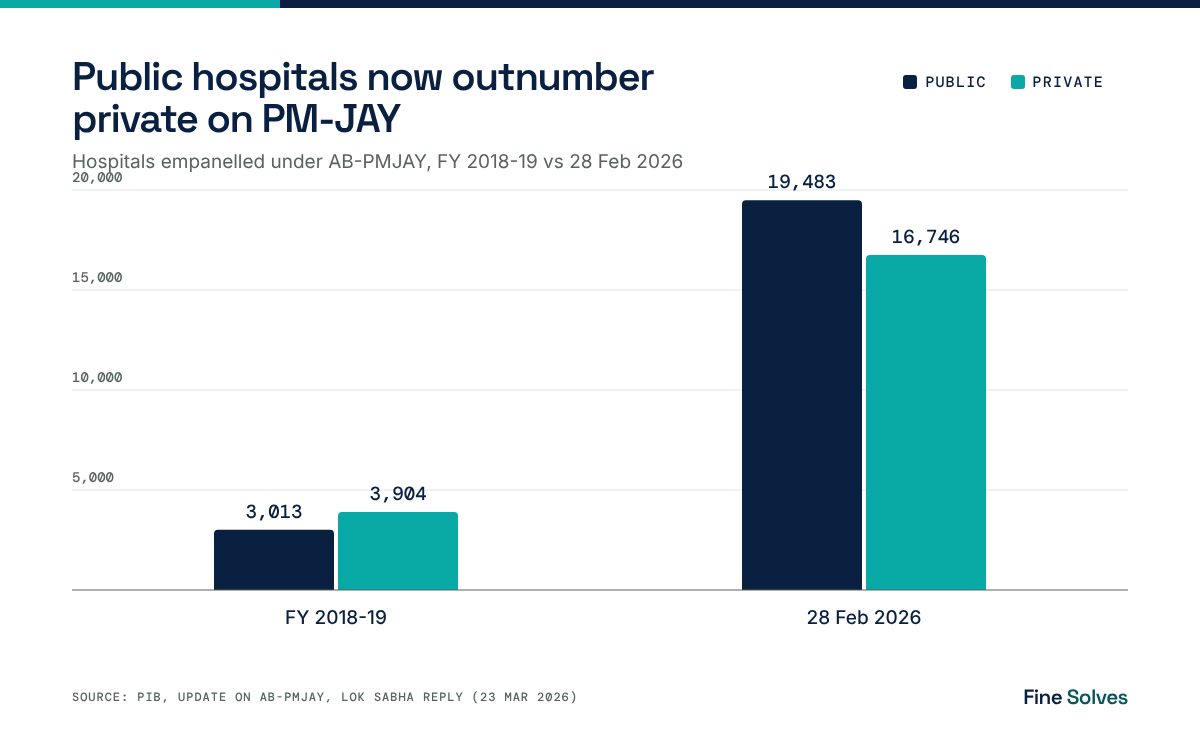 Public hospitals now outnumber
private on PM-JAY
PUBLIC
PRIVATE
Hospitals empanelled under AB-PMJAY, FY 2018-19 vs 28 Feb 2026
20,000
15,000
10,000
5,000
3,013
3,904
19,483
16,746
FY 2018-19
28 Feb 2026
SOURCE: PIB, UPDATE ON AB-PMJAY, LOK SABHA REPLY (23 MAR 2026)
Fine Solves